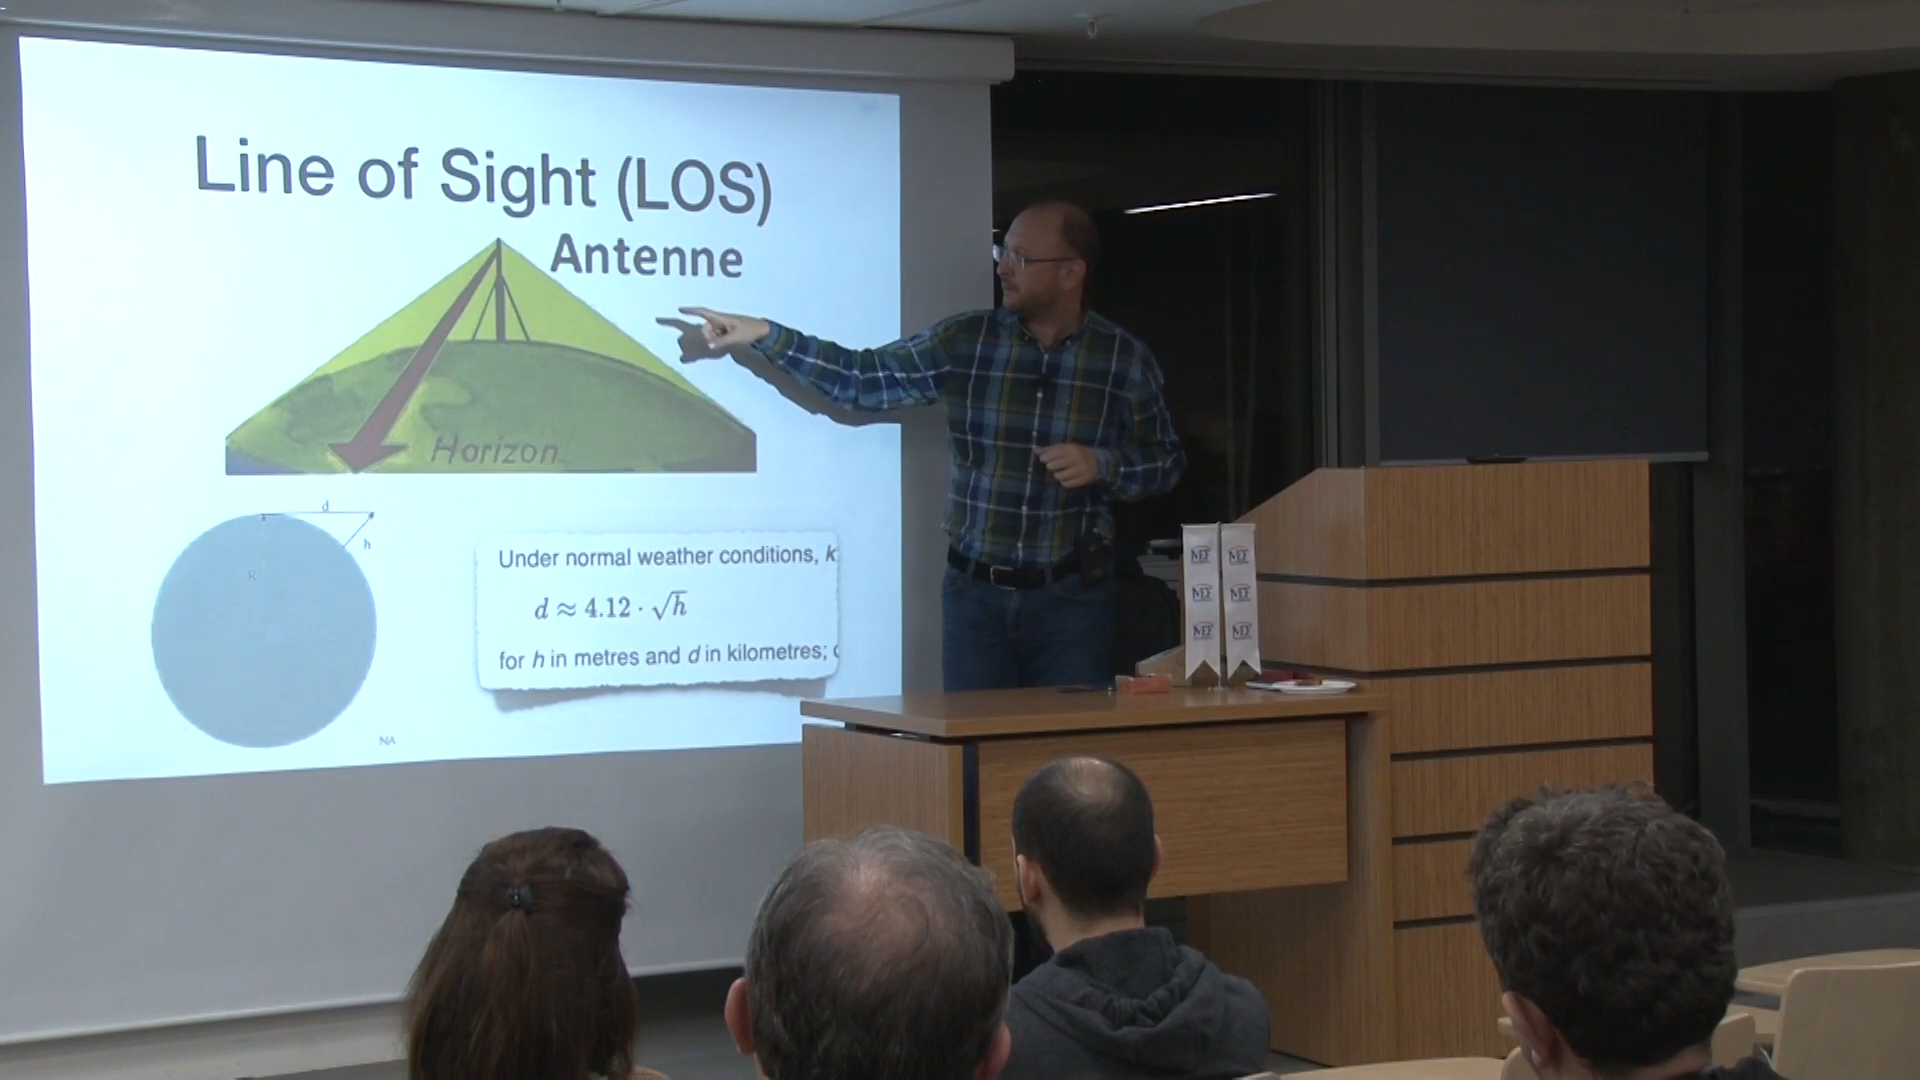 Line of Sight (LOS)
Antenne
Horizon
d
h
R
Under normal weather conditions, k
d ≈ 4.12 · √h
for h in metres and d in kilometres;
NA